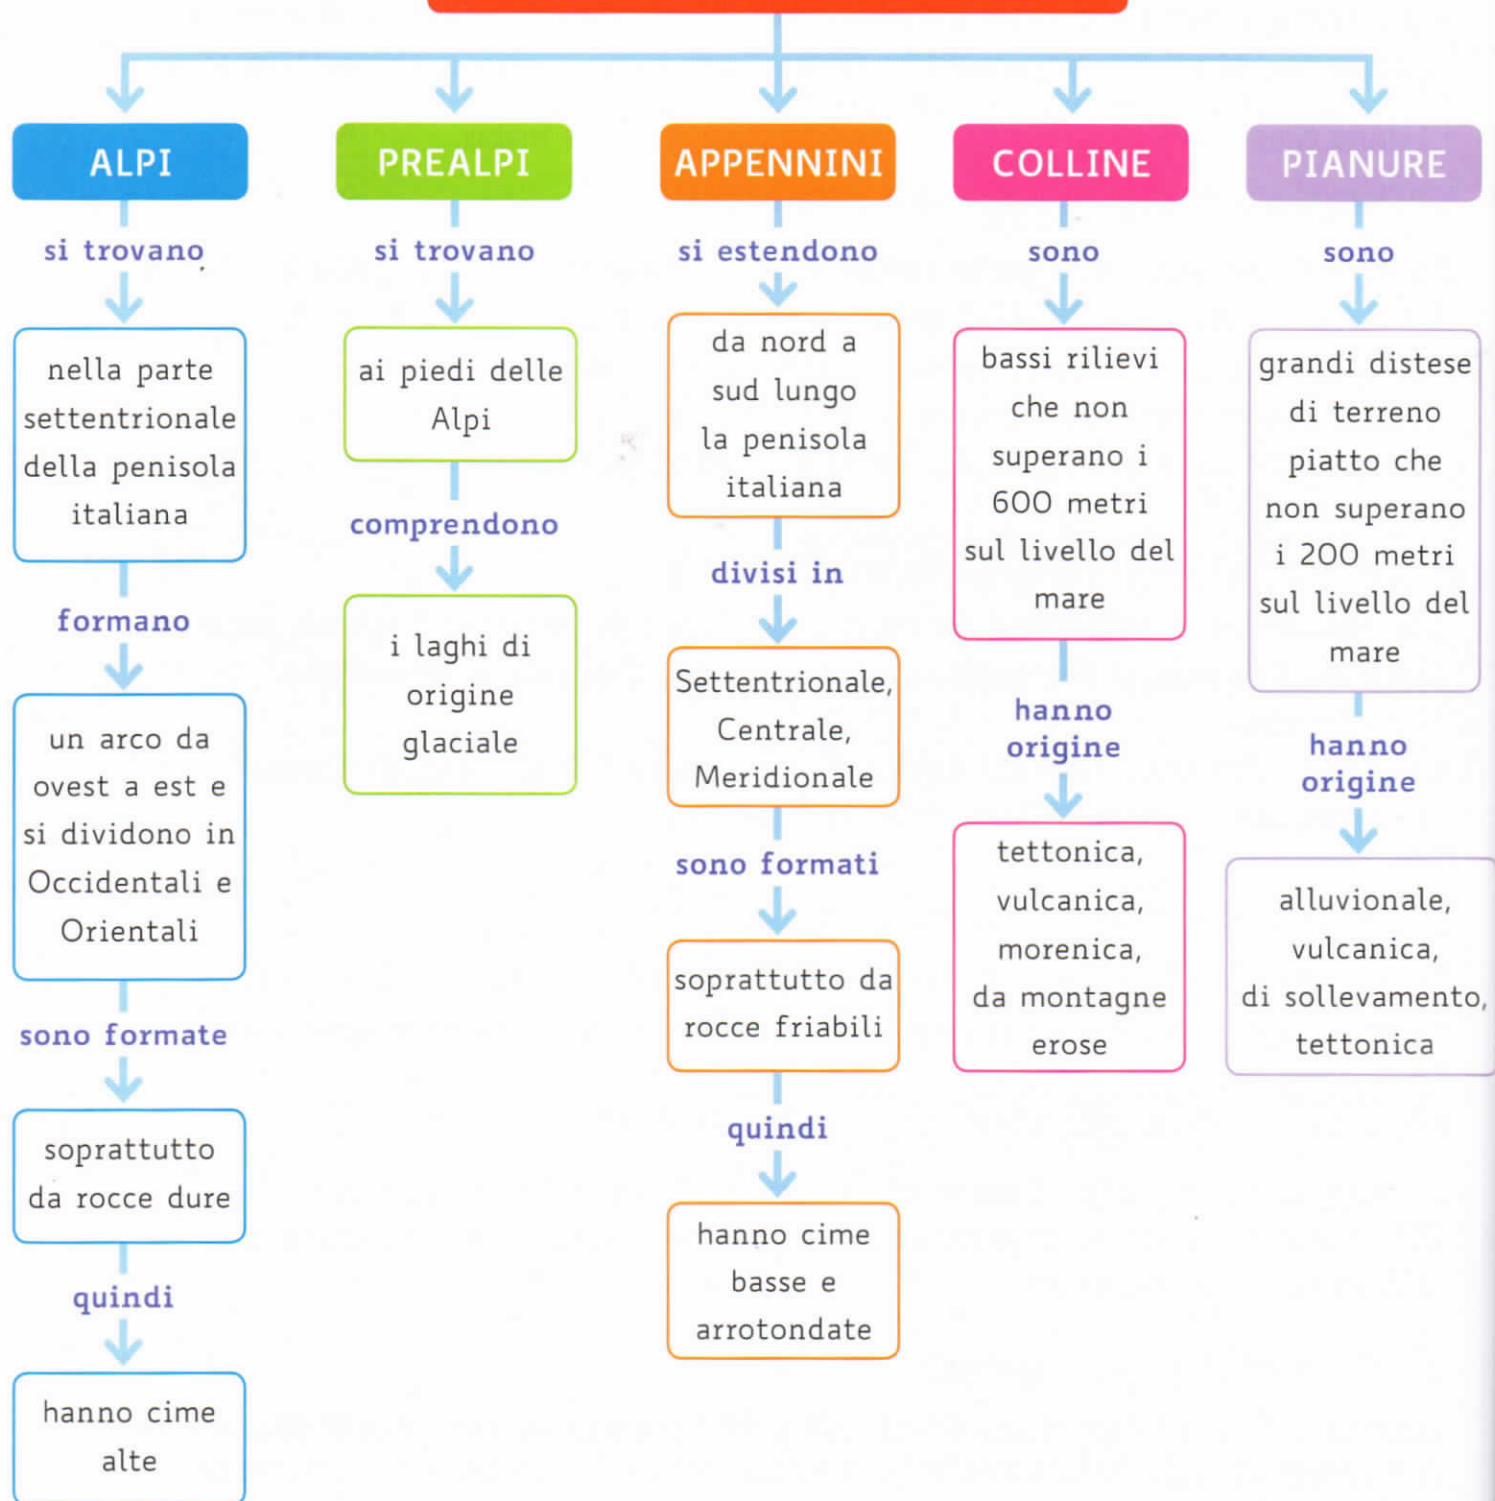 ALPI
si trovano
nella parte
settentrionale
della penisola
italiana
formano
un arco da
ovest a est e
si dividono in
Occidentali e
Orientali
sono formate
soprattutto
da rocce dure
quindi
hanno cime
alte
PREALPI
si trovano
ai piedi delle
Alpi
comprendono
i laghi di
origine
glaciale
APPENNINI
si estendono
da nord a
sud lungo
la penisola
italiana
divisi in
Settentrionale,
Centrale,
Meridionale
sono formati
soprattutto da
rocce friabili
quindi
hanno cime
basse e
arrotondate
COLLINE
sono
bassi rilievi
che non
superano i
600 metri
sul livello del
mare
hanno
origine
tettonica,
vulcanica,
morenica,
da montagne
erose
PIANURE
sono
grandi distese
di terreno
piatto che
non superano
i 200 metri
sul livello del
mare
hanno
origine
alluvionale,
vulcanica,
di sollevamento,
tettonica